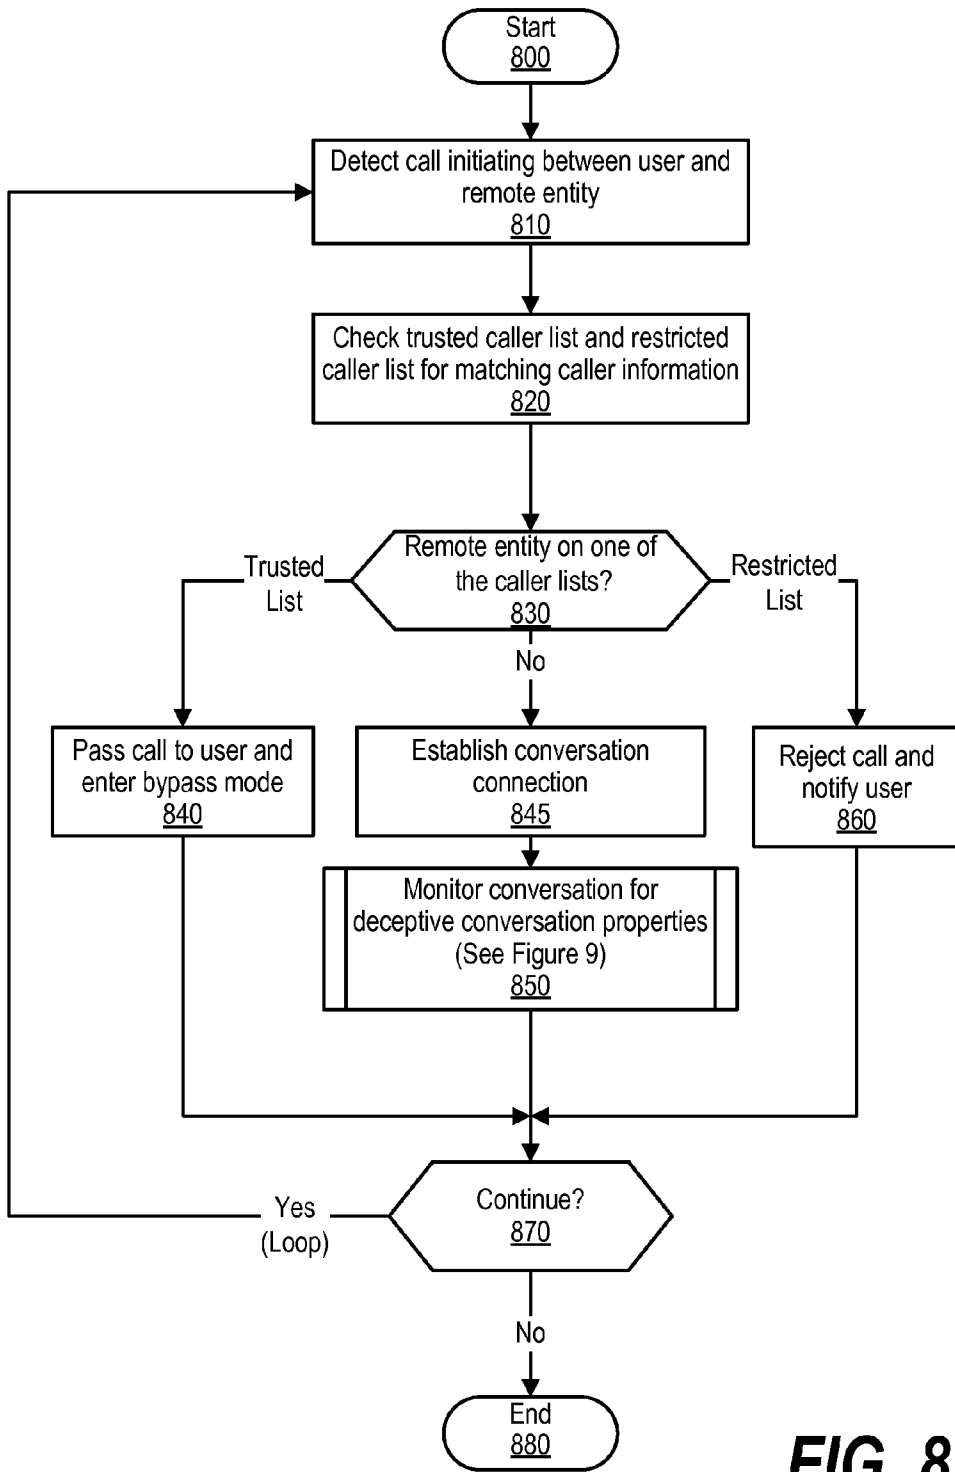 Start
800
Detect call initiating between user and
remote entity
810
Check trusted caller list and restricted
caller list for matching caller information
820
Remote entity on one of
the caller lists?
830
Trusted
List
Restricted
List
No
Pass call to user and
enter bypass mode
840
Establish conversation
connection
845
Reject call and
notify user
860
Monitor conversation for
deceptive conversation properties
(See Figure 9)
850
Continue?
870
Yes
(Loop)
No
End
880
FIG. 8